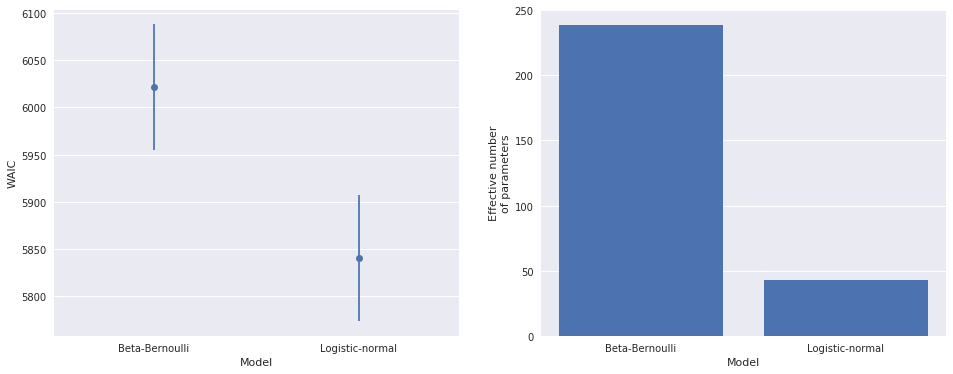 6100
6050
6000
5950
5900
5850
5800
WAIC
Beta-Bernoulli
Logistic-normal
Model
250
200
150
100
50
0
Effective number
of parameters
Beta-Bernoulli
Logistic-normal
Model